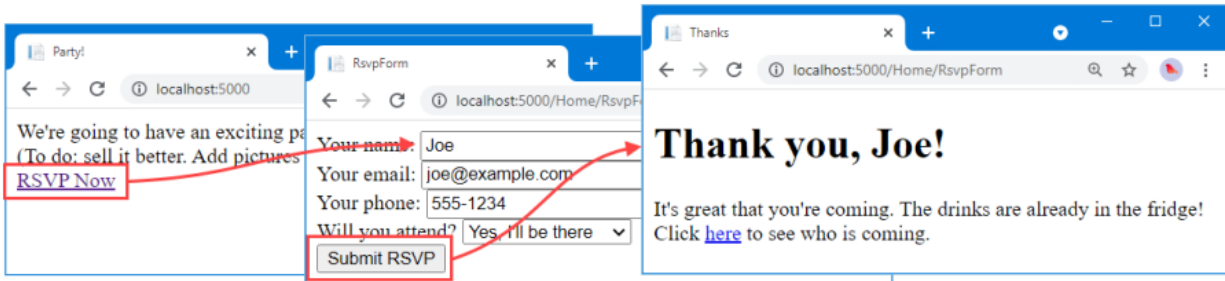 Party!
localhost:5000
We're going to have an exciting pa
(To do: sell it better. Add pictures
RSVP Now
RsvpForm
localhost:5000/Home/RsvpF
Your name: Joe
Your email: joe@example.com
Your phone: 555-1234
Will you attend? Yes, I'll be there
Submit RSVP
Thanks
localhost:5000/Home/RsvpForm
Thank you, Joe!
It's great that you're coming. The drinks are already in the fridge!
Click here to see who is coming.